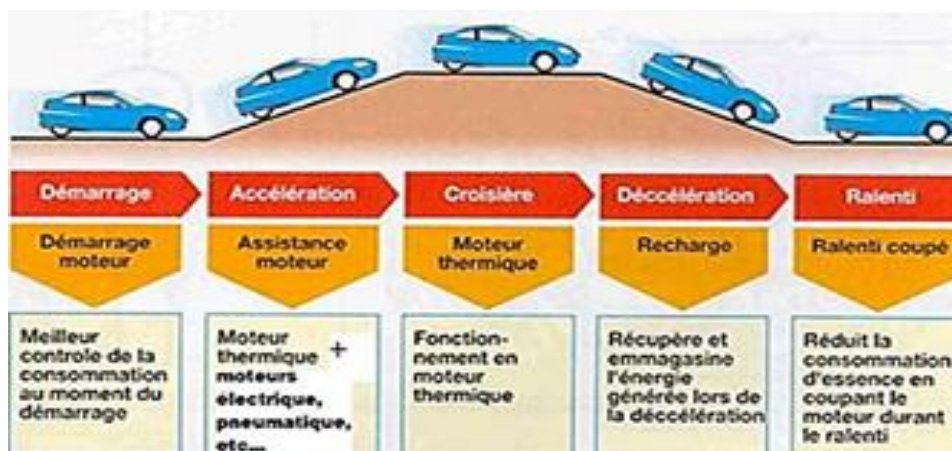 Démarrage
Accélération
Croisière
Déccélération
Ralenti
Démarrage
moteur
Assistance
moteur
Moteur
thermique
Recharge
Ralenti coupé
Meilleur
controle de la
consommation
au moment du
démarrage
Moteur
thermique +
moteurs
electrique,
pneumatique,
etc...
Fonction-
nement en
moteur
thermique
Récupère et
emmagasine
l'énergie
générée lors de
la déccélération
Réduit la
consommation
d'essence en
coupant le
moteur durant
le ralenti